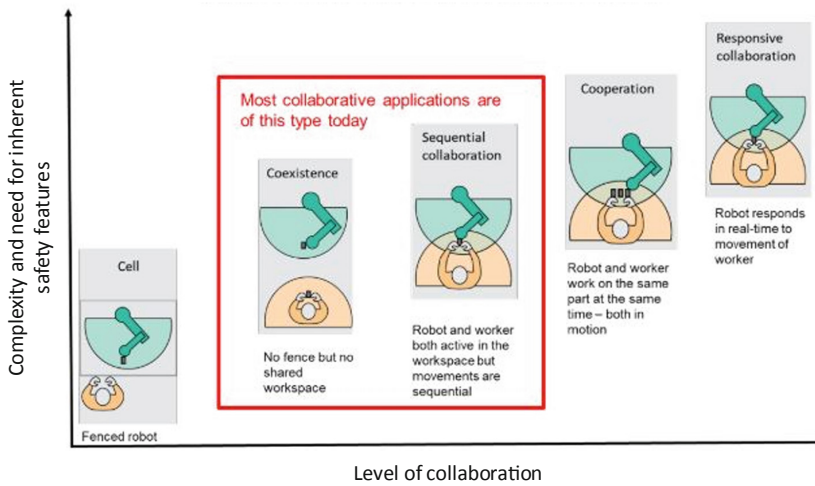 Complexity and need for inherent
safety features
Cell
Fenced robot
Most collaborative applications are
of this type today
Coexistence
No fence but no
shared
workspace
Sequential
collaboration
Robot and worker
both active in the
workspace but
movements are
sequential
Cooperation
Robot and worker
work on the same
part at the same
time – both in
motion
Responsive
collaboration
Robot responds
in real-time to
movement of
worker
Level of collaboration